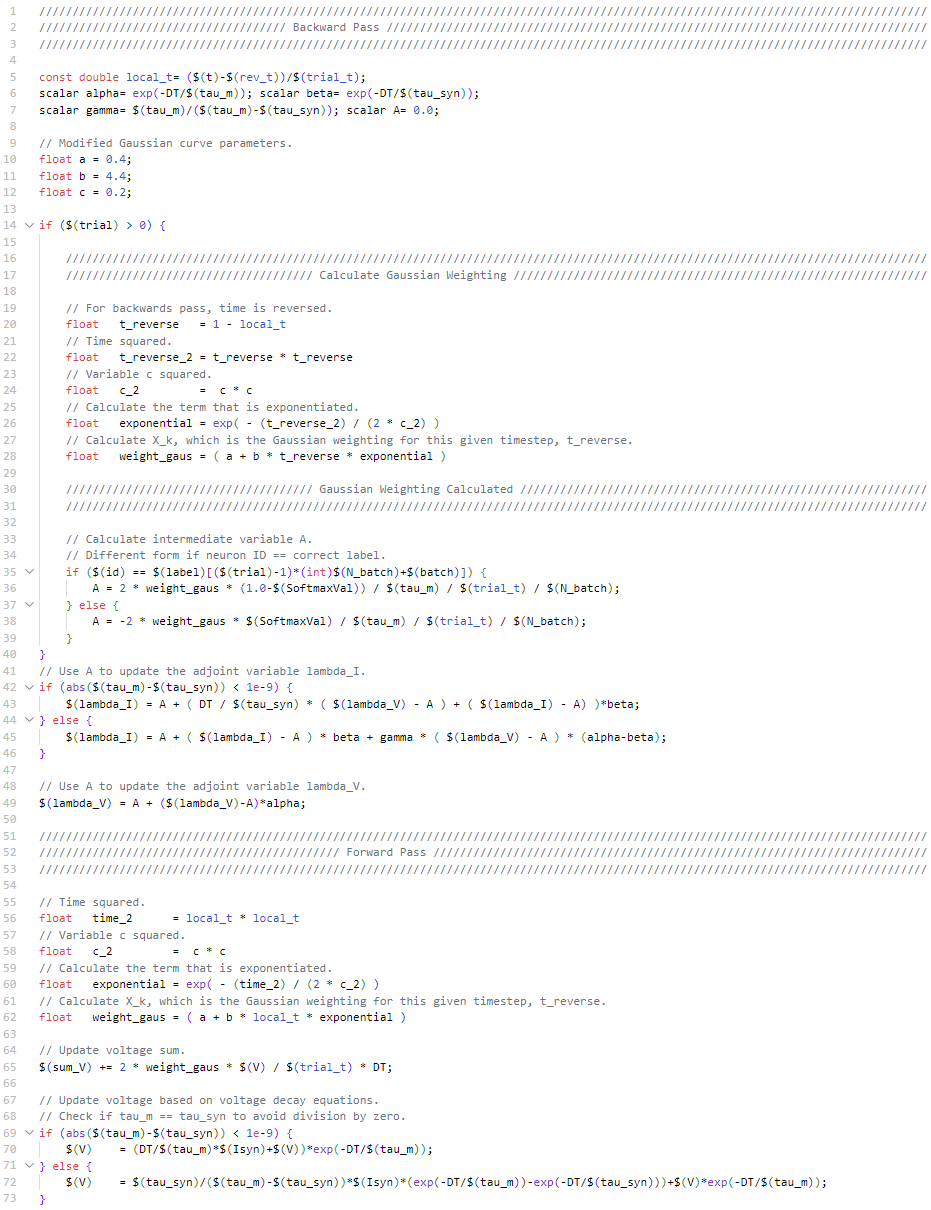 1 //////////////////////////////////////////////////////////////////////////////////////////////////////////////////////////////////////
2 ///////////////////////////////////// Backward Pass /////////////////////////////////////////////////////////////////////////////////
3 //////////////////////////////////////////////////////////////////////////////////////////////////////////////////////////////////////
4
5 const double local_t= ($(t)-$(rev_t))/$(trial_t);
6 scalar alpha= exp(-DT/$(tau_m)); scalar beta= exp(-DT/$(tau_syn));
7 scalar gamma= $(tau_m)/($(tau_m)-$(tau_syn)); scalar A= 0.0;
8
9 // Modified Gaussian curve parameters.
10 float a = 0.4;
11 float b = 4.4;
12 float c = 0.2;
13
14 if ($(trial) > 0) {
15
16 //////////////////////////////////////////////////////////////////////////////////////////////////////////////////////////////////
17 ///////////////////////////////////// Calculate Gaussian Weighting //////////////////////////////////////////////////////////////
18
19 // For backwards pass, time is reversed.
20 float   t_reverse   = 1 - local_t
21 // Time squared.
22 float   t_reverse_2 = t_reverse * t_reverse
23 // Variable c squared.
24 float   c_2         =  c * c
25 // Calculate the term that is exponentiated.
26 float   exponential = exp( - (t_reverse_2) / (2 * c_2) )
27 // Calculate X_k, which is the Gaussian weighting for this given timestep, t_reverse.
28 float   weight_gaus = ( a + b * t_reverse * exponential )
29
30 ///////////////////////////////////// Gaussian Weighting Calculated /////////////////////////////////////////////////////////////
31 //////////////////////////////////////////////////////////////////////////////////////////////////////////////////////////////////
32
33 // Calculate intermediate variable A.
34 // Different form if neuron ID == correct label.
35 if ($(id) == $(label)[($(trial)-1)*(int)$(N_batch)+$(batch)]) {
36 A = 2 * weight_gaus * (1.0-$(SoftmaxVal)) / $(tau_m) / $(trial_t) / $(N_batch);
37 } else {
38 A = -2 * weight_gaus * $(SoftmaxVal) / $(tau_m) / $(trial_t) / $(N_batch);
39 }
40 }
41 // Use A to update the adjoint variable lambda_I.
42 if (abs($(tau_m)-$(tau_syn)) < 1e-9) {
43 $(lambda_I) = A + ( DT / $(tau_syn) * ( $(lambda_V) - A ) + ( $(lambda_I) - A) )*beta;
44 } else {
45 $(lambda_I) = A + ( $(lambda_I) - A ) * beta + gamma * ( $(lambda_V) - A ) * (alpha-beta);
46 }
47
48 // Use A to update the adjoint variable lambda_V.
49 $(lambda_V) = A + ($(lambda_V)-A)*alpha;
50
51 //////////////////////////////////////////////////////////////////////////////////////////////////////////////////////////////////////
52 ///////////////////////////////////////////// Forward Pass //////////////////////////////////////////////////////////////////////////
53 //////////////////////////////////////////////////////////////////////////////////////////////////////////////////////////////////////
54
55 // Time squared.
56 float   time_2      = local_t * local_t
57 // Variable c squared.
58 float   c_2         =  c * c
59 // Calculate the term that is exponentiated.
60 float   exponential = exp( - (time_2) / (2 * c_2) )
61 // Calculate X_k, which is the Gaussian weighting for this given timestep, t_reverse.
62 float   weight_gaus = ( a + b * local_t * exponential )
63
64 // Update voltage sum.
65 $(sum_V) += 2 * weight_gaus * $(V) / $(trial_t) * DT;
66
67 // Update voltage based on voltage decay equations.
68 // Check if tau_m == tau_syn to avoid division by zero.
69 if (abs($(tau_m)-$(tau_syn)) < 1e-9) {
70 $(V)    = (DT/$(tau_m)*$(Isyn)+$(V))*exp(-DT/$(tau_m));
71 } else {
72 $(V)    = $(tau_syn)/($(tau_m)-$(tau_syn))*$(Isyn)*(exp(-DT/$(tau_m))-exp(-DT/$(tau_syn)))+$(V)*exp(-DT/$(tau_m));
73 }